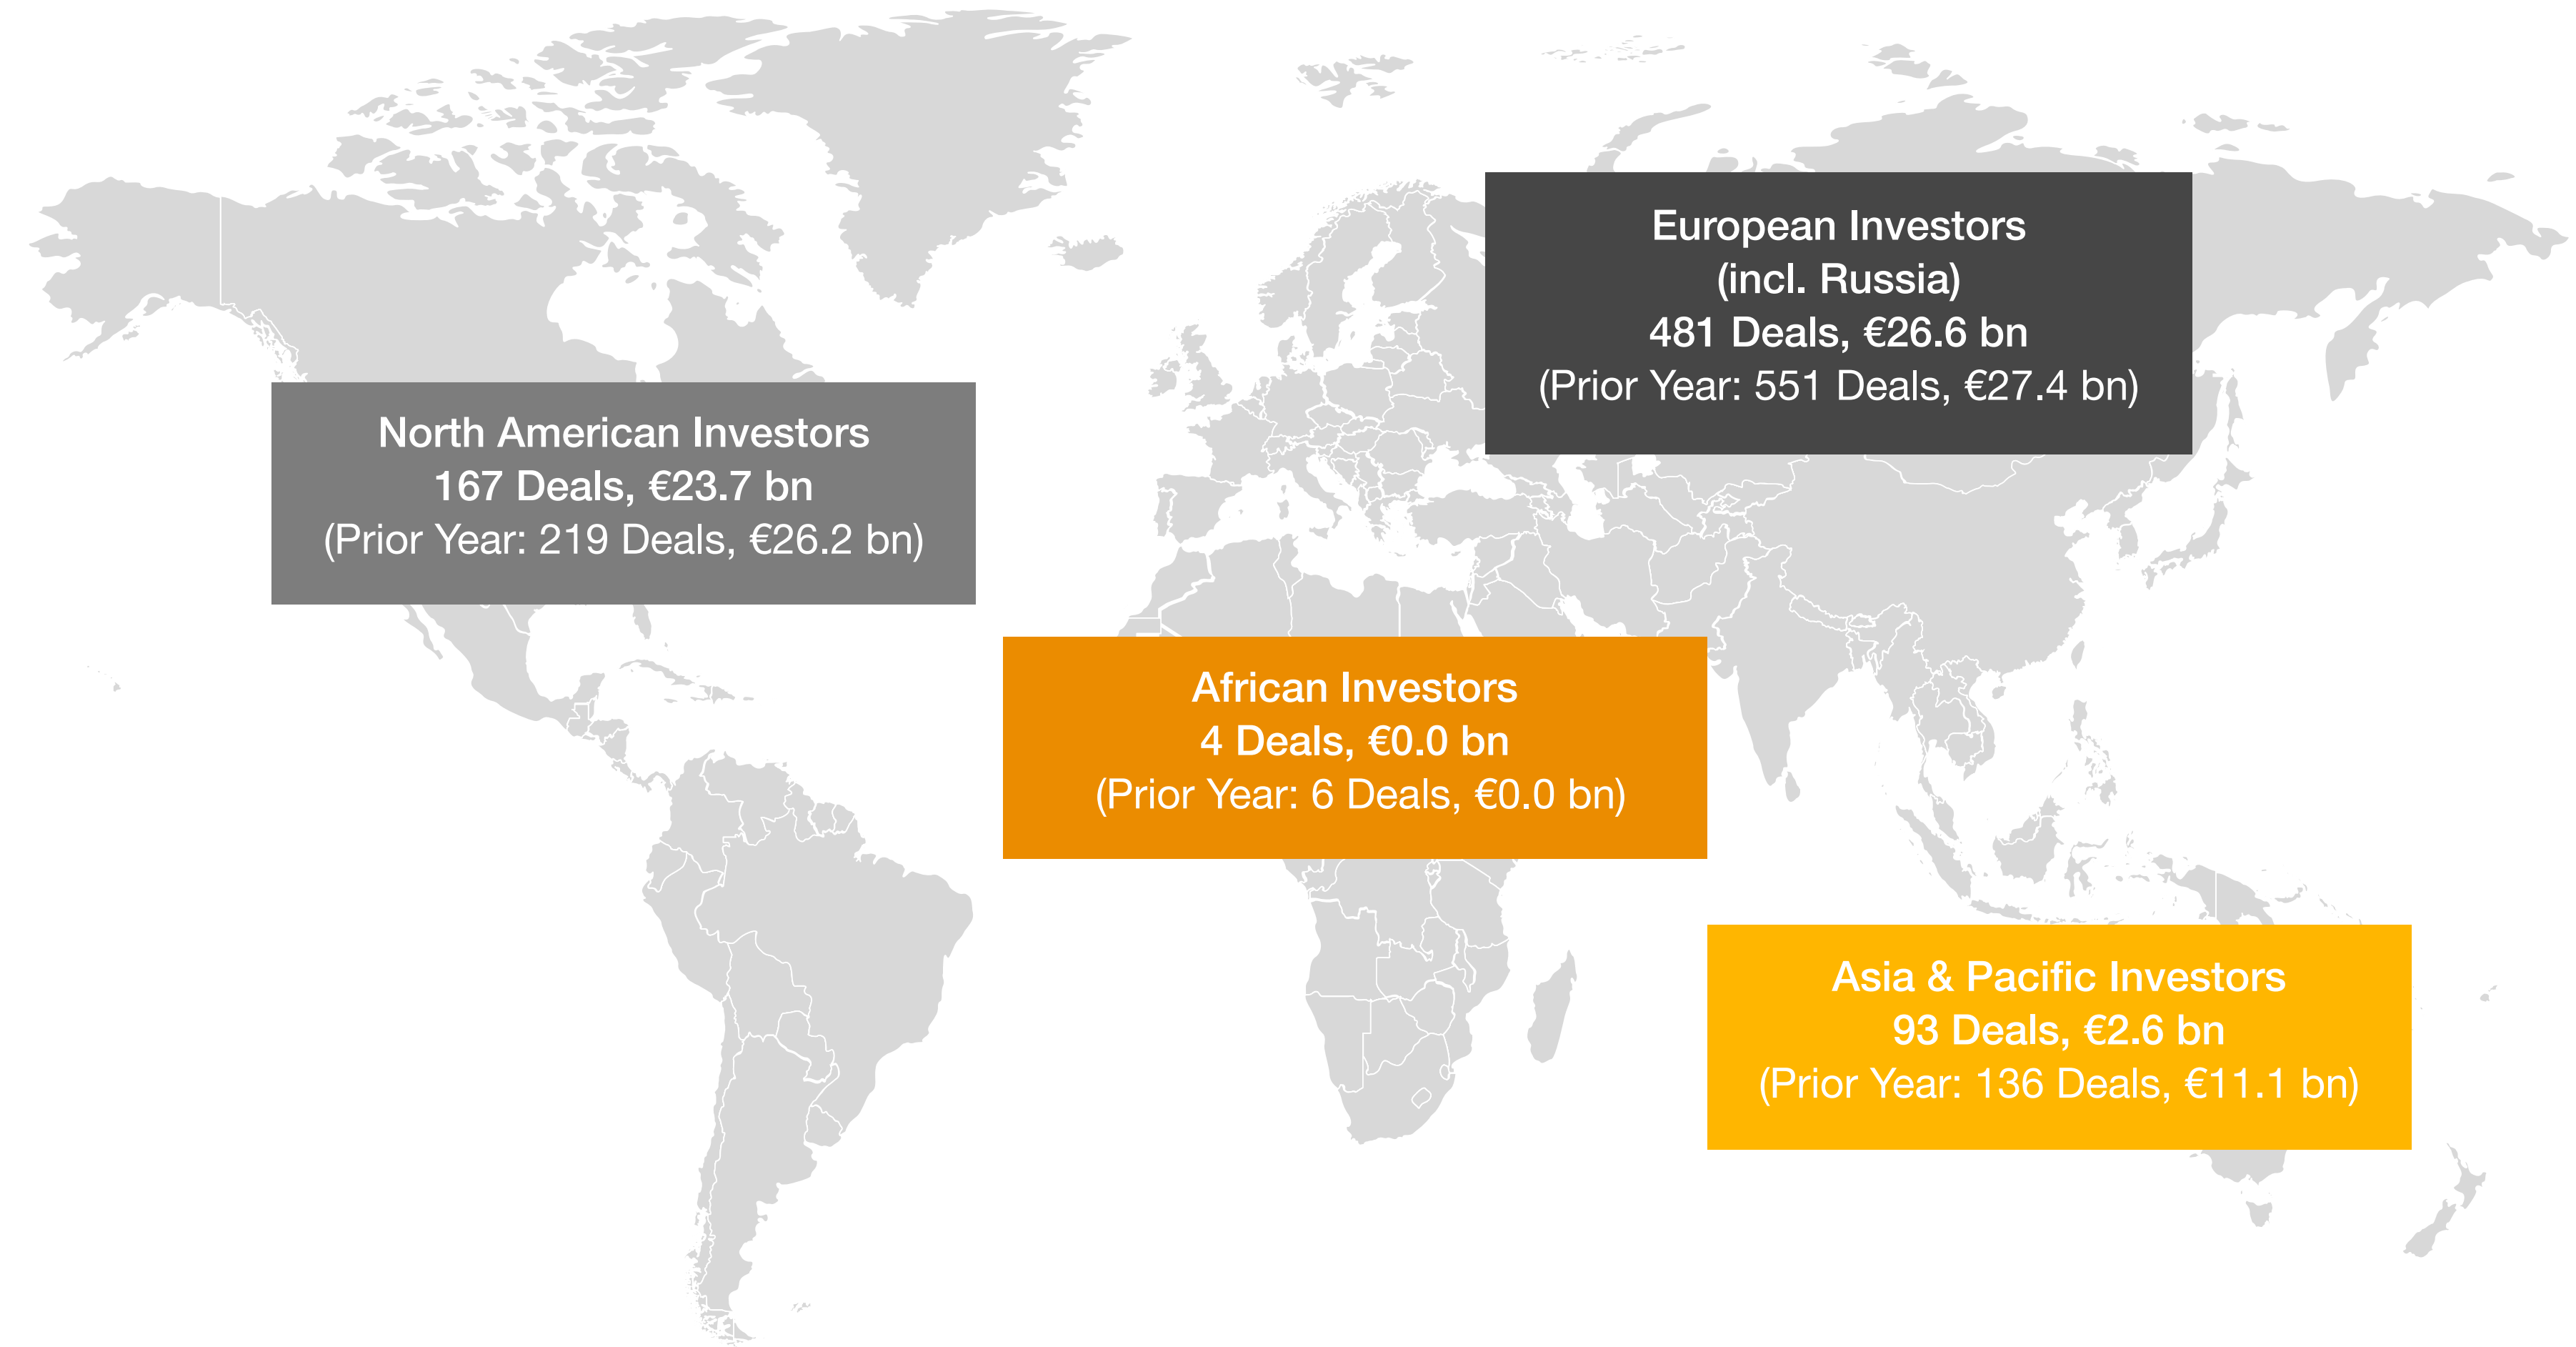 European Investors
(incl. Russia)
481 Deals, €26.6 bn
(Prior Year: 551 Deals, €27.4 bn)
North American Investors
167 Deals, €23.7 bn
(Prior Year: 219 Deals, €26.2 bn)
African Investors
4 Deals, €0.0 bn
(Prior Year: 6 Deals, €0.0 bn)
Asia & Pacific Investors
93 Deals, €2.6 bn
(Prior Year: 136 Deals, €11.1 bn)